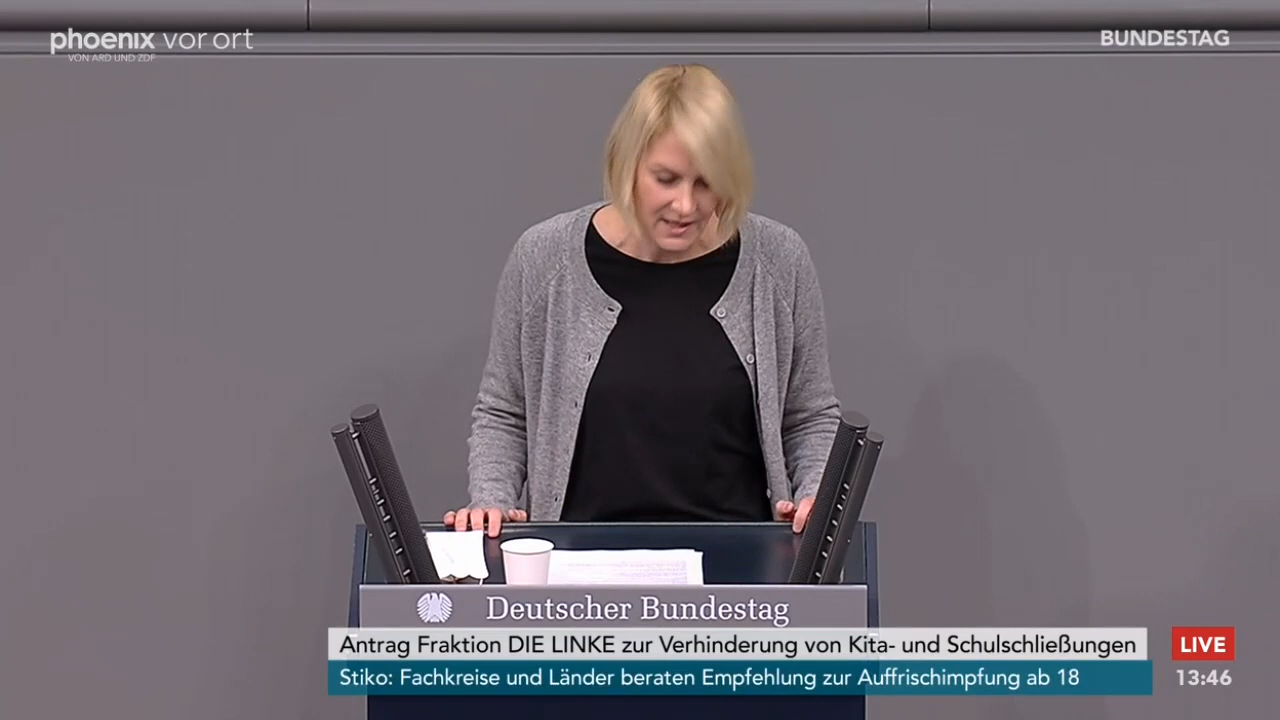 phoenix vor ort
VON ARD UND ZDF
BUNDESTAG
Deutscher Bundestag
Antrag Fraktion DIE LINKE zur Verhinderung von Kita- und Schulschließungen
LIVE
Stiko: Fachkreise und Länder beraten Empfehlung zur Auffrischimpfung ab 18
13:46